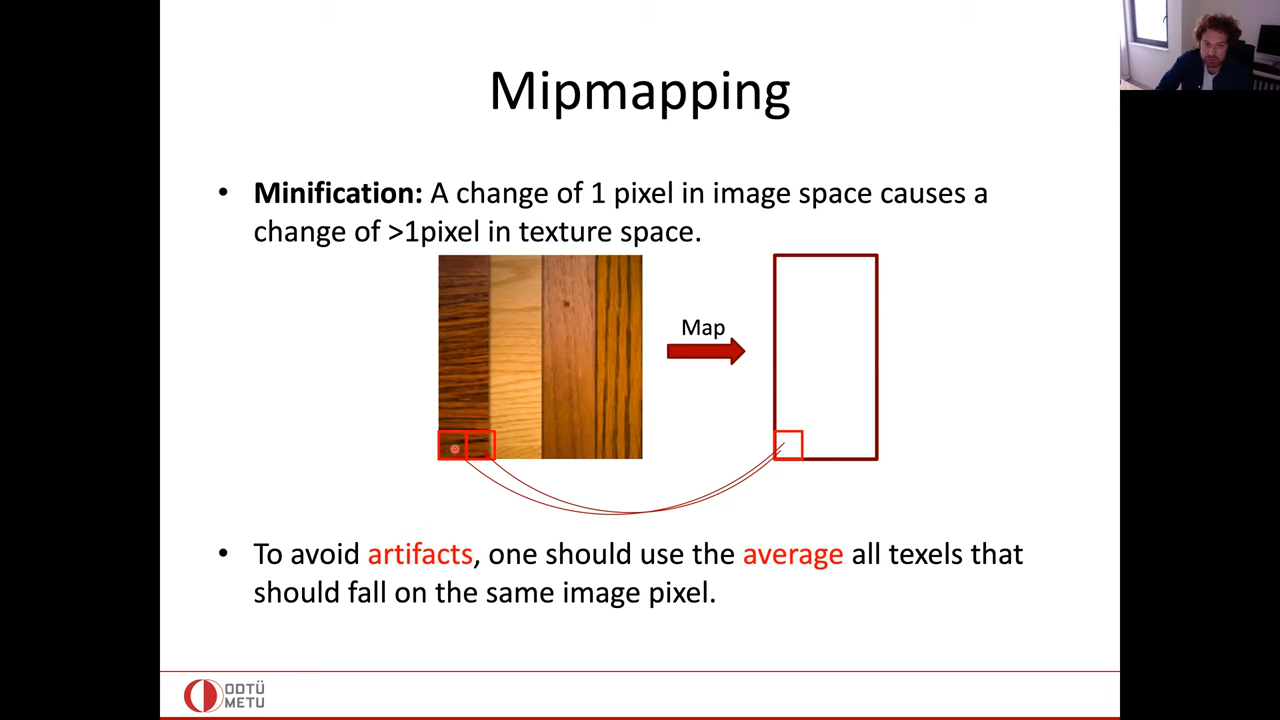 Mipmapping
• Minification: A change of 1 pixel in image space causes a
change of >1pixel in texture space.
Map
• To avoid artifacts, one should use the average all texels that
should fall on the same image pixel.
ODTÜ
METU